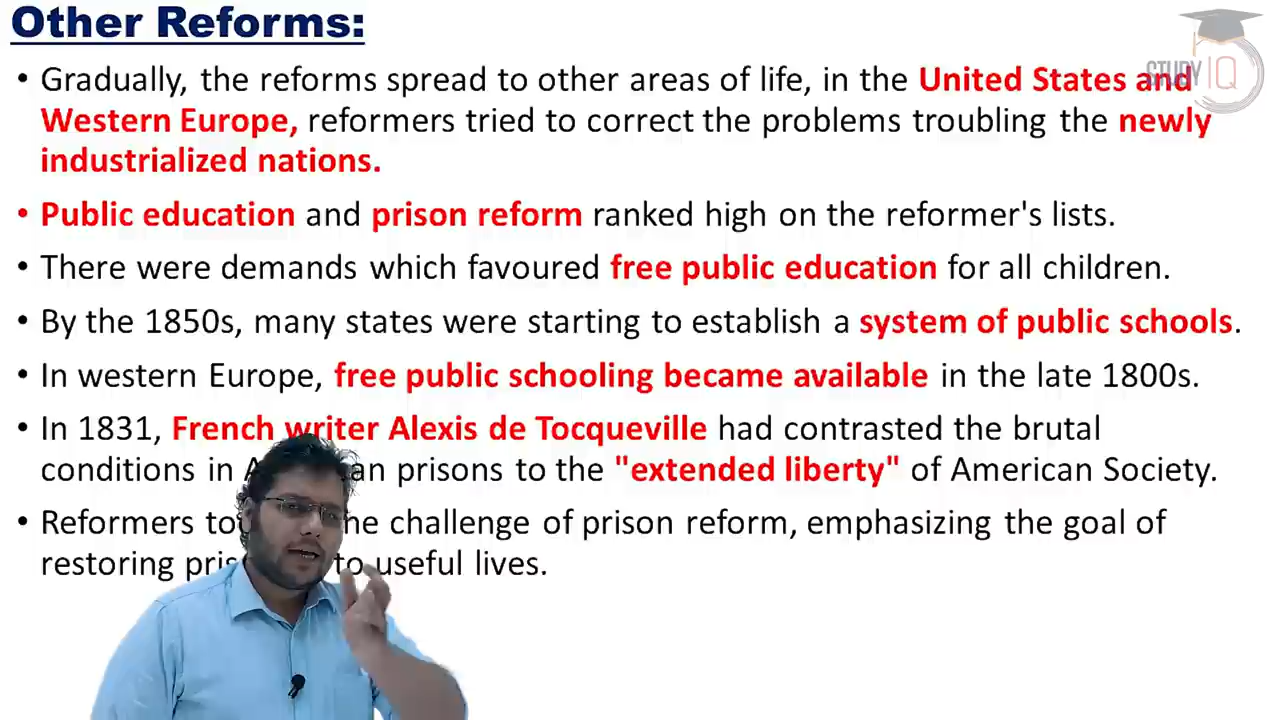 Other Reforms:
STUDY IQ
• Gradually, the reforms spread to other areas of life, in the United States and
Western Europe, reformers tried to correct the problems troubling the newly
industrialized nations.
• Public education and prison reform ranked high on the reformer's lists.
• There were demands which favoured free public education for all children.
• By the 1850s, many states were starting to establish a system of public schools.
• In western Europe, free public schooling became available in the late 1800s.
• In 1831, French writer Alexis de Tocqueville had contrasted the brutal
conditions in an prisons to the "extended liberty" of American Society.
• Reformers challenge of prison reform, emphasizing the goal of
restoring to useful lives.